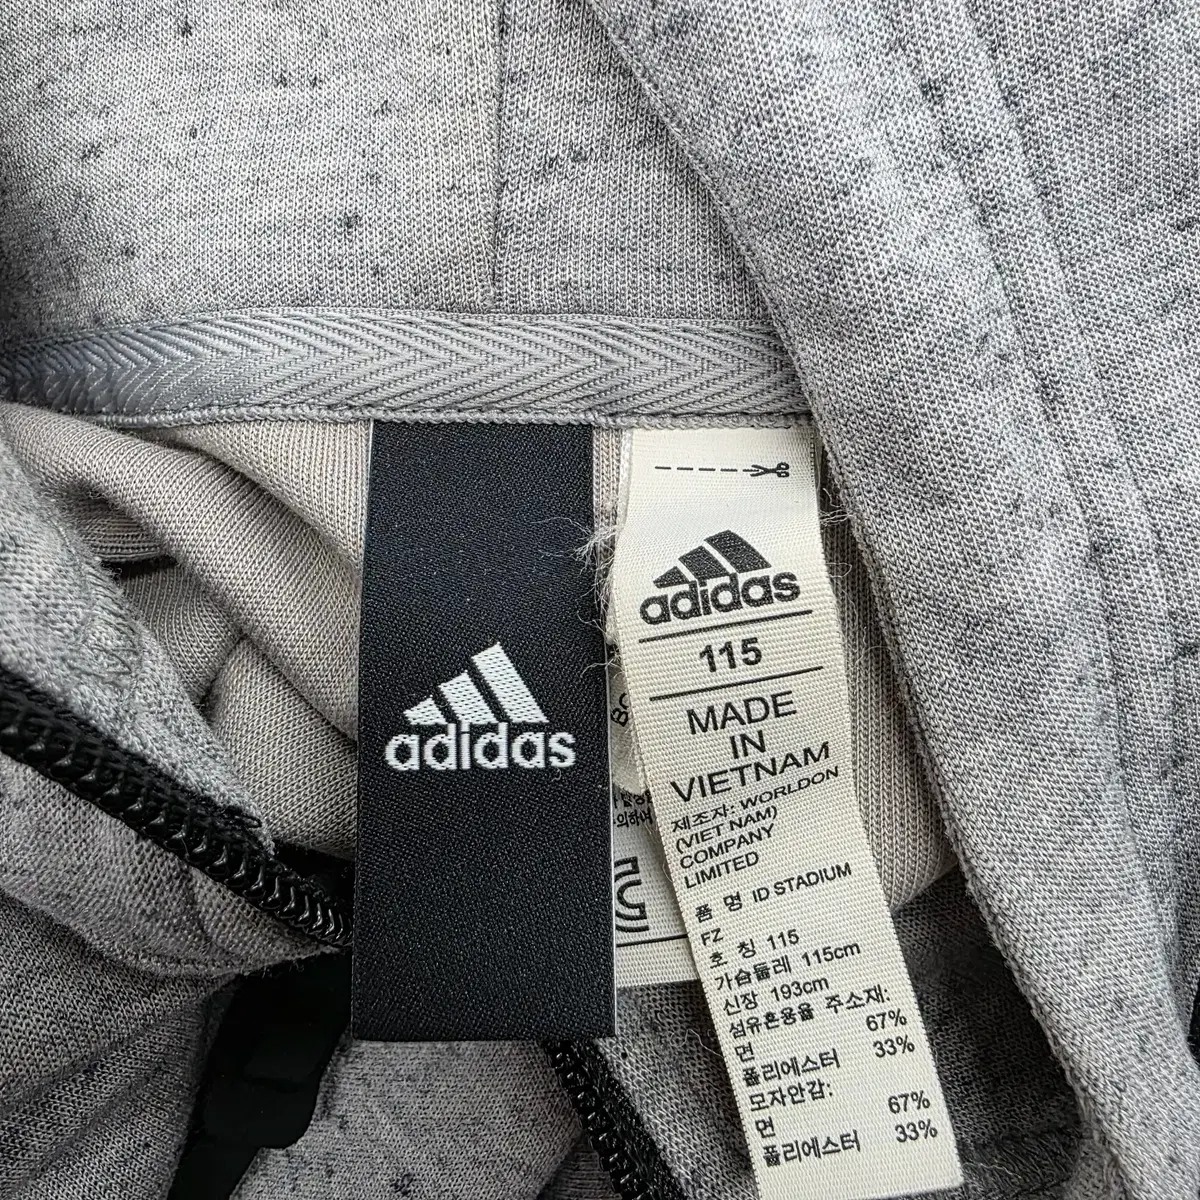 adidas
adidas
115
MADE
IN
VIETNAM
제조자: WORLDON
(VIET NAM)
COMPANY
LIMITED
품 명 ID STADIUM
FZ
호 칭 115
가슴둘레 115cm
신장 193cm
섬유혼용율 주소재:
면 67%
폴리에스터 33%
모자안감:
면 67%
폴리에스터 33%